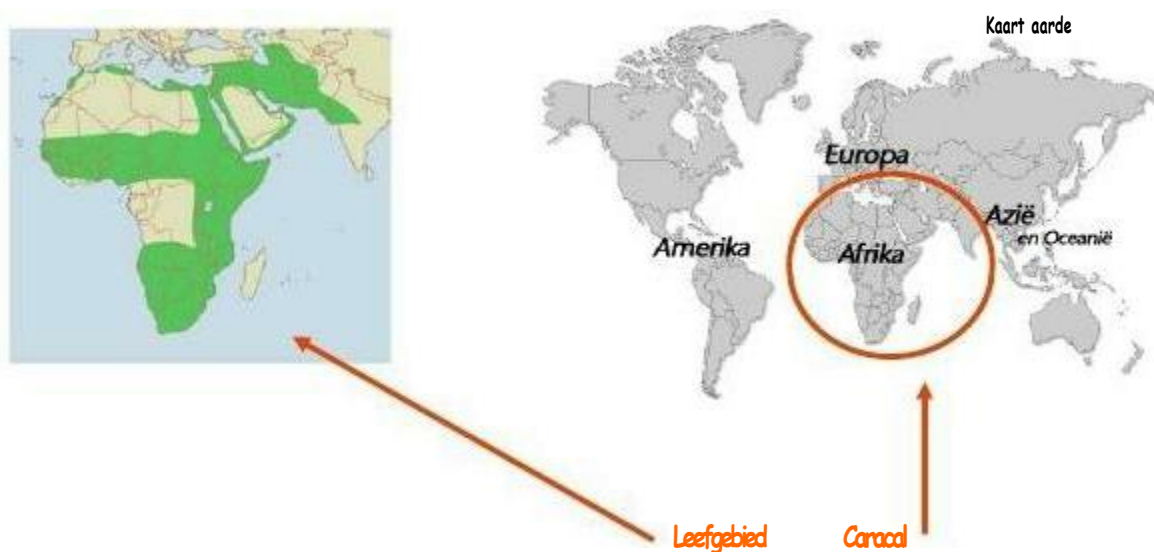 Kaart aarde
Europa
Azië
en Oceanië
Amerika
Afrika
Leefgebied Caracal